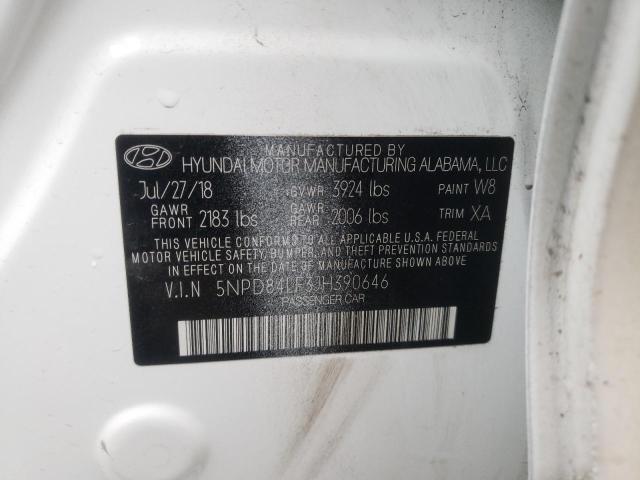 MANUFACTURED BY
HYUNDAI MOTOR MANUFACTURING ALABAMA, LLC
Jul/27/18 GVWR 3924 lbs PAINT W8
GAWR FRONT 2183 lbs GAWR REAR 2006 lbs TRIM XA
THIS VEHICLE CONFORMS TO ALL APPLICABLE U.S.A. FEDERAL
MOTOR VEHICLE SAFETY, BUMPER, AND THEFT PREVENTION STANDARDS
IN EFFECT ON THE DATE OF MANUFACTURE SHOWN ABOVE.
V.I.N 5NPD84LF3JH390646
PASSENGER CAR